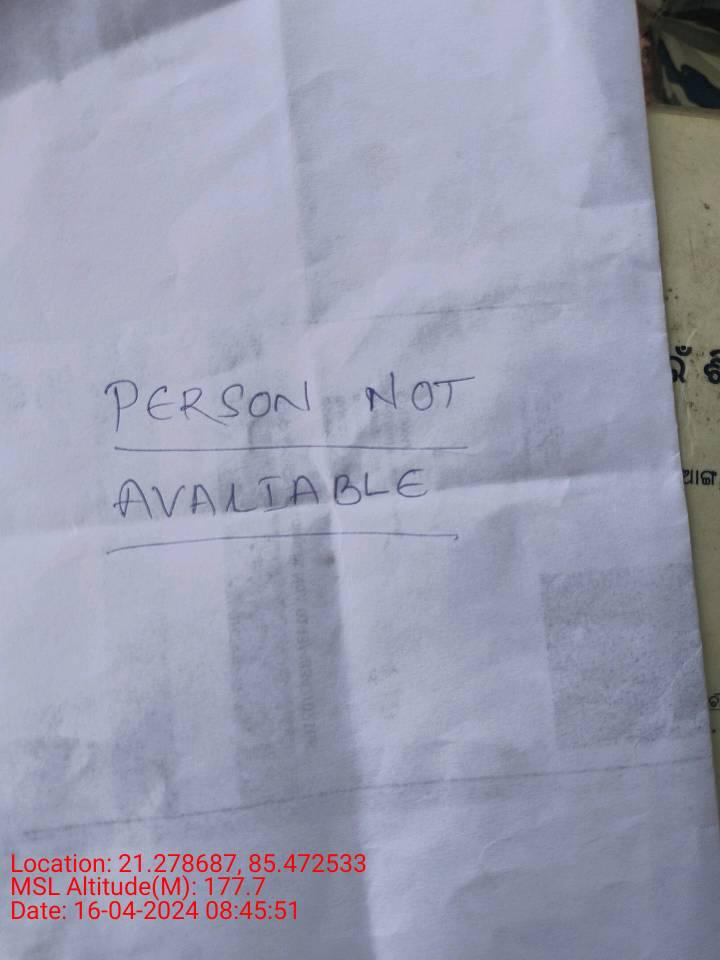 PERSON NOT
AVALIABLE
Location: 21.278687, 85.472533
MSL Altitude(M): 177.7
Date: 16-04-2024 08:45:51